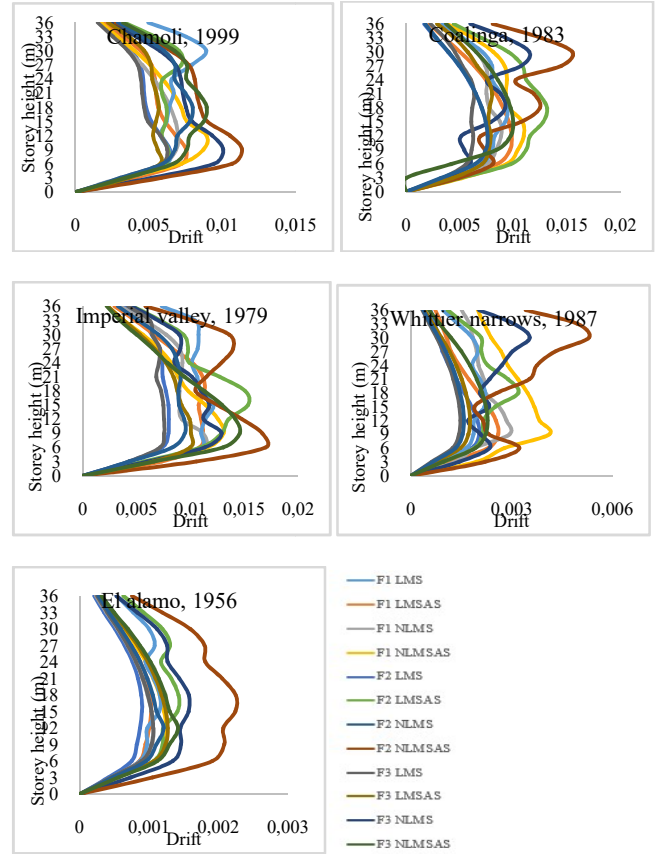 Chamoli, 1999
Storey height (m)
36
33
30
27
24
21
18
15
12
9
6
3
0
0 0,005 0,01 0,015
Drift
Coalinga, 1983
Storey height (m)
36
33
30
27
24
21
18
15
12
9
6
3
0
0 0,005 0,01 0,015 0,02
Drift
Imperial valley, 1979
Storey height (m)
36
33
30
27
24
21
18
15
12
9
6
3
0
0 0,005 0,01 0,015 0,02
Drift
Whittier narrows, 1987
Storey height (m)
36
33
30
27
24
21
18
15
12
9
6
3
0
0 0,003 0,006
Drift
El alamo, 1956
Storey height (m)
36
33
30
27
24
21
18
15
12
9
6
3
0
0 0,001 0,002 0,003
Drift
F1 LMS
F1 LMSAS
F1 NLMS
F1 NLMSAS
F2 LMS
F2 LMSAS
F2 NLMS
F2 NLMSAS
F3 LMS
F3 LMSAS
F3 NLMS
F3 NLMSAS